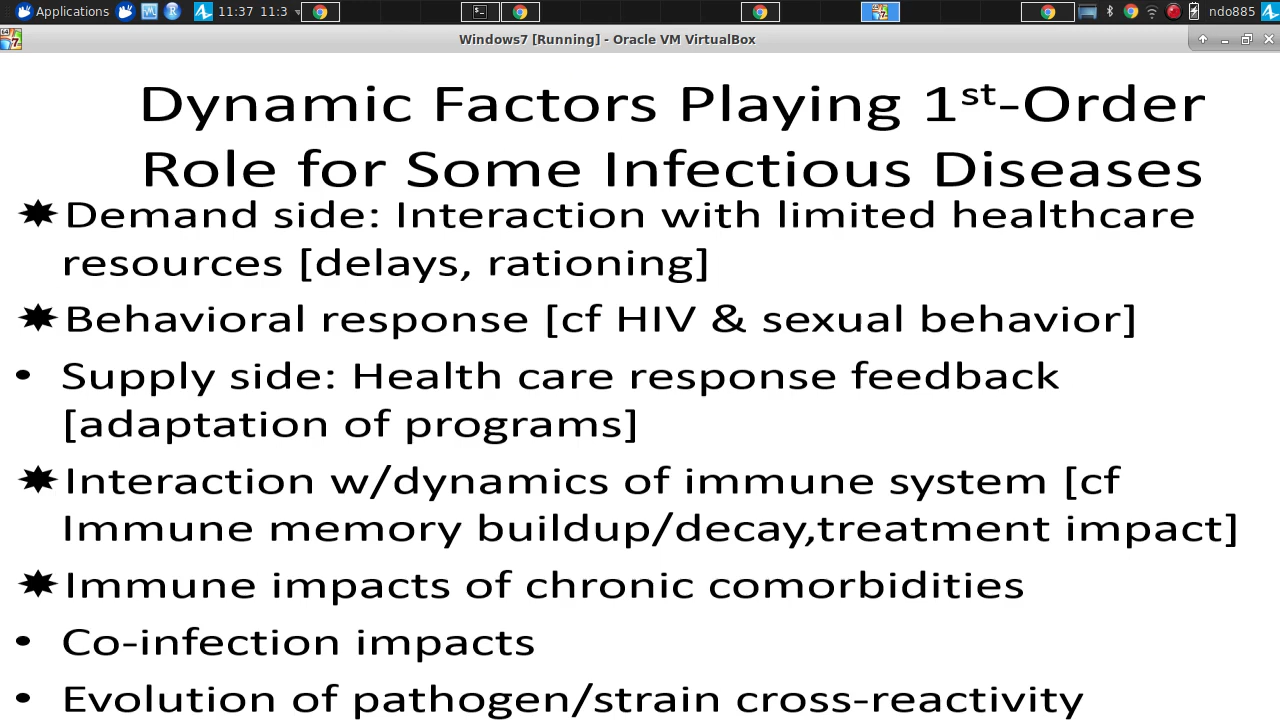 Applications 11:37 11:3 ndo885
Windows7 [Running] - Oracle VM VirtualBox
Dynamic Factors Playing 1st-Order
Role for Some Infectious Diseases
Demand side: Interaction with limited healthcare
resources [delays, rationing]
Behavioral response [cf HIV & sexual behavior]
• Supply side: Health care response feedback
[adaptation of programs]
Interaction w/dynamics of immune system [cf
Immune memory buildup/decay,treatment impact]
Immune impacts of chronic comorbidities
• Co-infection impacts
• Evolution of pathogen/strain cross-reactivity